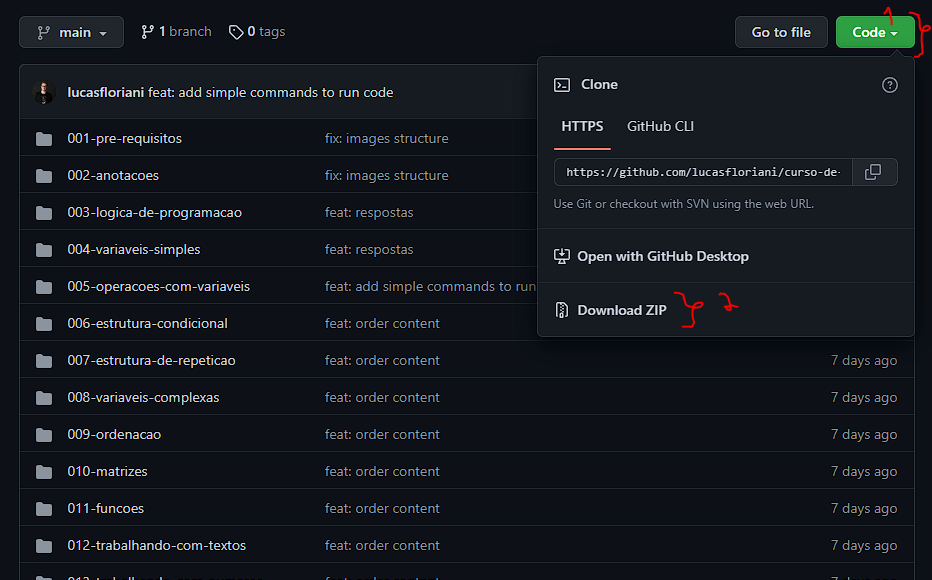 main 1 branch 0 tags Go to file Code
lucasfloriani feat: add simple commands to run code
Clone
HTTPS GitHub CLI
https://github.com/lucasfloriani/curso-de-
Use Git or checkout with SVN using the web URL.
Open with GitHub Desktop
Download ZIP
001-pre-requisitos fix: images structure
002-anotacoes fix: images structure
003-logica-de-programacao feat: respostas
004-variaveis-simples feat: respostas
005-operacoes-com-variaveis feat: add simple commands to run
006-estrutura-condicional feat: order content
007-estrutura-de-repeticao feat: order content 7 days ago
008-variaveis-complexas feat: order content 7 days ago
009-ordenacao feat: order content 7 days ago
010-matrizes feat: order content 7 days ago
011-funcoes feat: order content 7 days ago
012-trabalhando-com-textos feat: order content 7 days ago